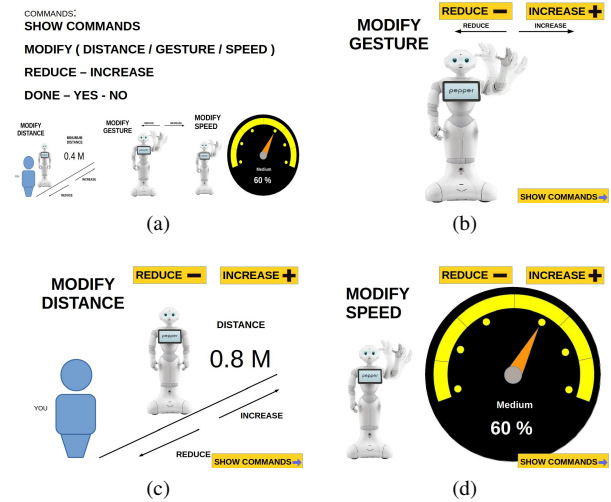 COMMANDS:
SHOW COMMANDS
MODIFY ( DISTANCE / GESTURE / SPEED )
REDUCE – INCREASE
DONE – YES - NO
MODIFY
DISTANCE
MINIMUM
DISTANCE
0.4 M
YOU
INCREASE
REDUCE
MODIFY
GESTURE
REDUCE
INCREASE
MODIFY
SPEED
Medium
60 %
(a)
REDUCE −
INCREASE +
MODIFY
GESTURE
REDUCE
INCREASE
pepper
SHOW COMMANDS
(b)
REDUCE −
INCREASE +
MODIFY
DISTANCE
pepper
DISTANCE
0.8 M
YOU
INCREASE
REDUCE
SHOW COMMANDS
(c)
REDUCE −
INCREASE +
MODIFY
SPEED
pepper
Medium
60 %
SHOW COMMANDS
(d)